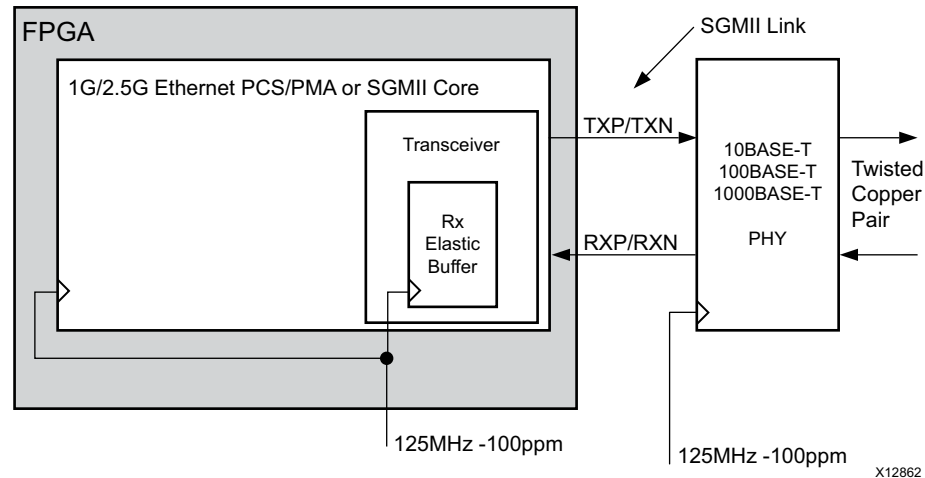 FPGA
1G/2.5G Ethernet PCS/PMA or SGMII Core
Transceiver
Rx
Elastic
Buffer
SGMII Link
TXP/TXN
RXP/RXN
10BASE-T
100BASE-T
1000BASE-T
PHY
Twisted
Copper
Pair
125MHz -100ppm
125MHz -100ppm
X12862